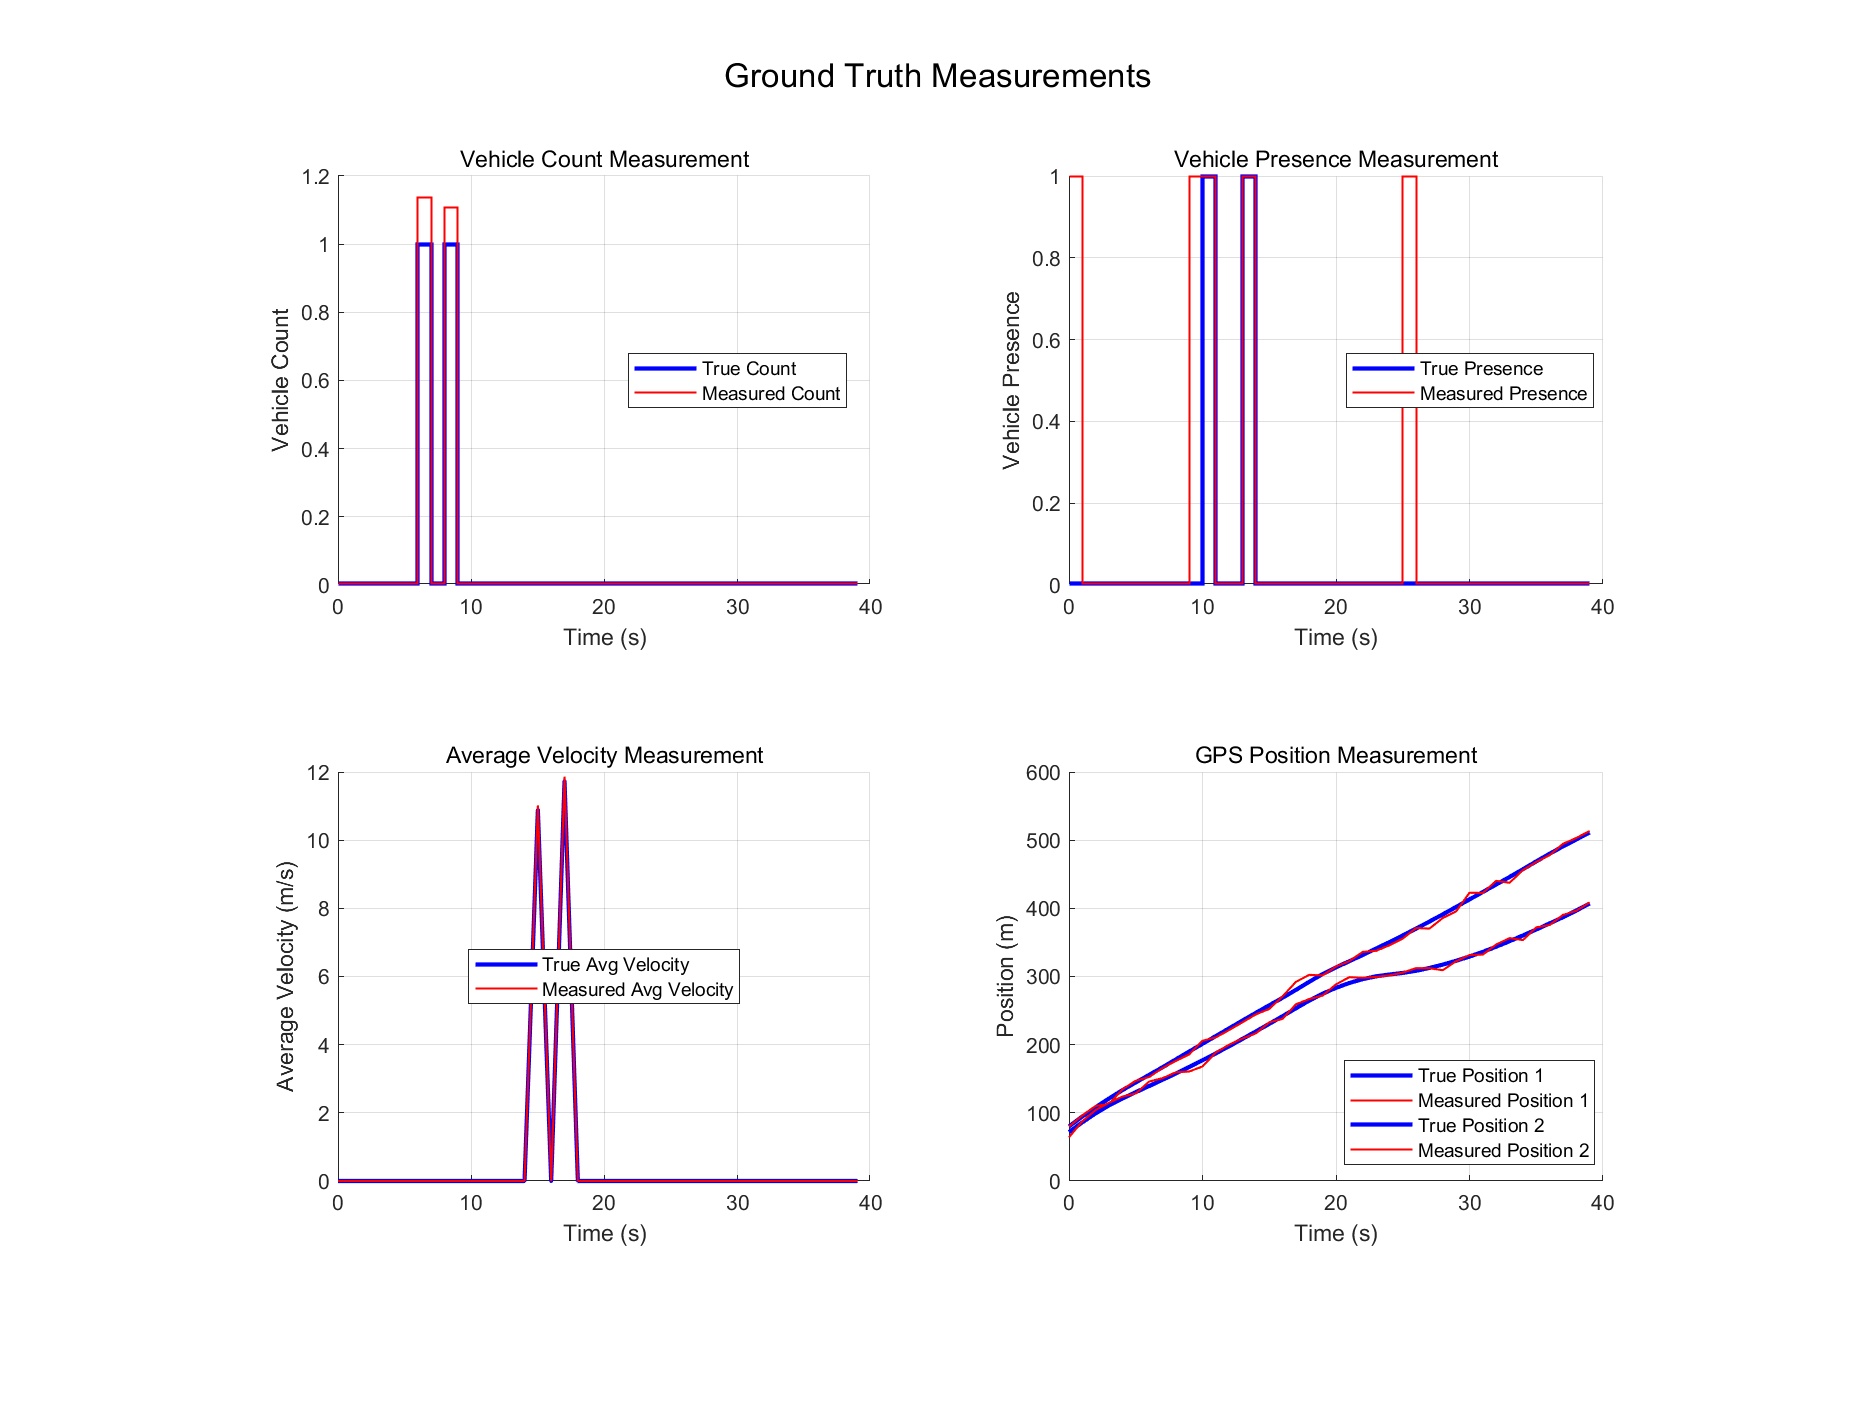 Ground Truth Measurements
Vehicle Count Measurement
1.2
1
0.8
0.6
0.4
0.2
0
Vehicle Count
True Count
Measured Count
0 10 20 30 40
Time (s)
Vehicle Presence Measurement
1
0.8
0.6
0.4
0.2
0
Vehicle Presence
True Presence
Measured Presence
0 10 20 30 40
Time (s)
Average Velocity Measurement
12
10
8
6
4
2
0
Average Velocity (m/s)
True Avg Velocity
Measured Avg Velocity
0 10 20 30 40
Time (s)
GPS Position Measurement
600
500
400
300
200
100
0
Position (m)
True Position 1
Measured Position 1
True Position 2
Measured Position 2
0 10 20 30 40
Time (s)